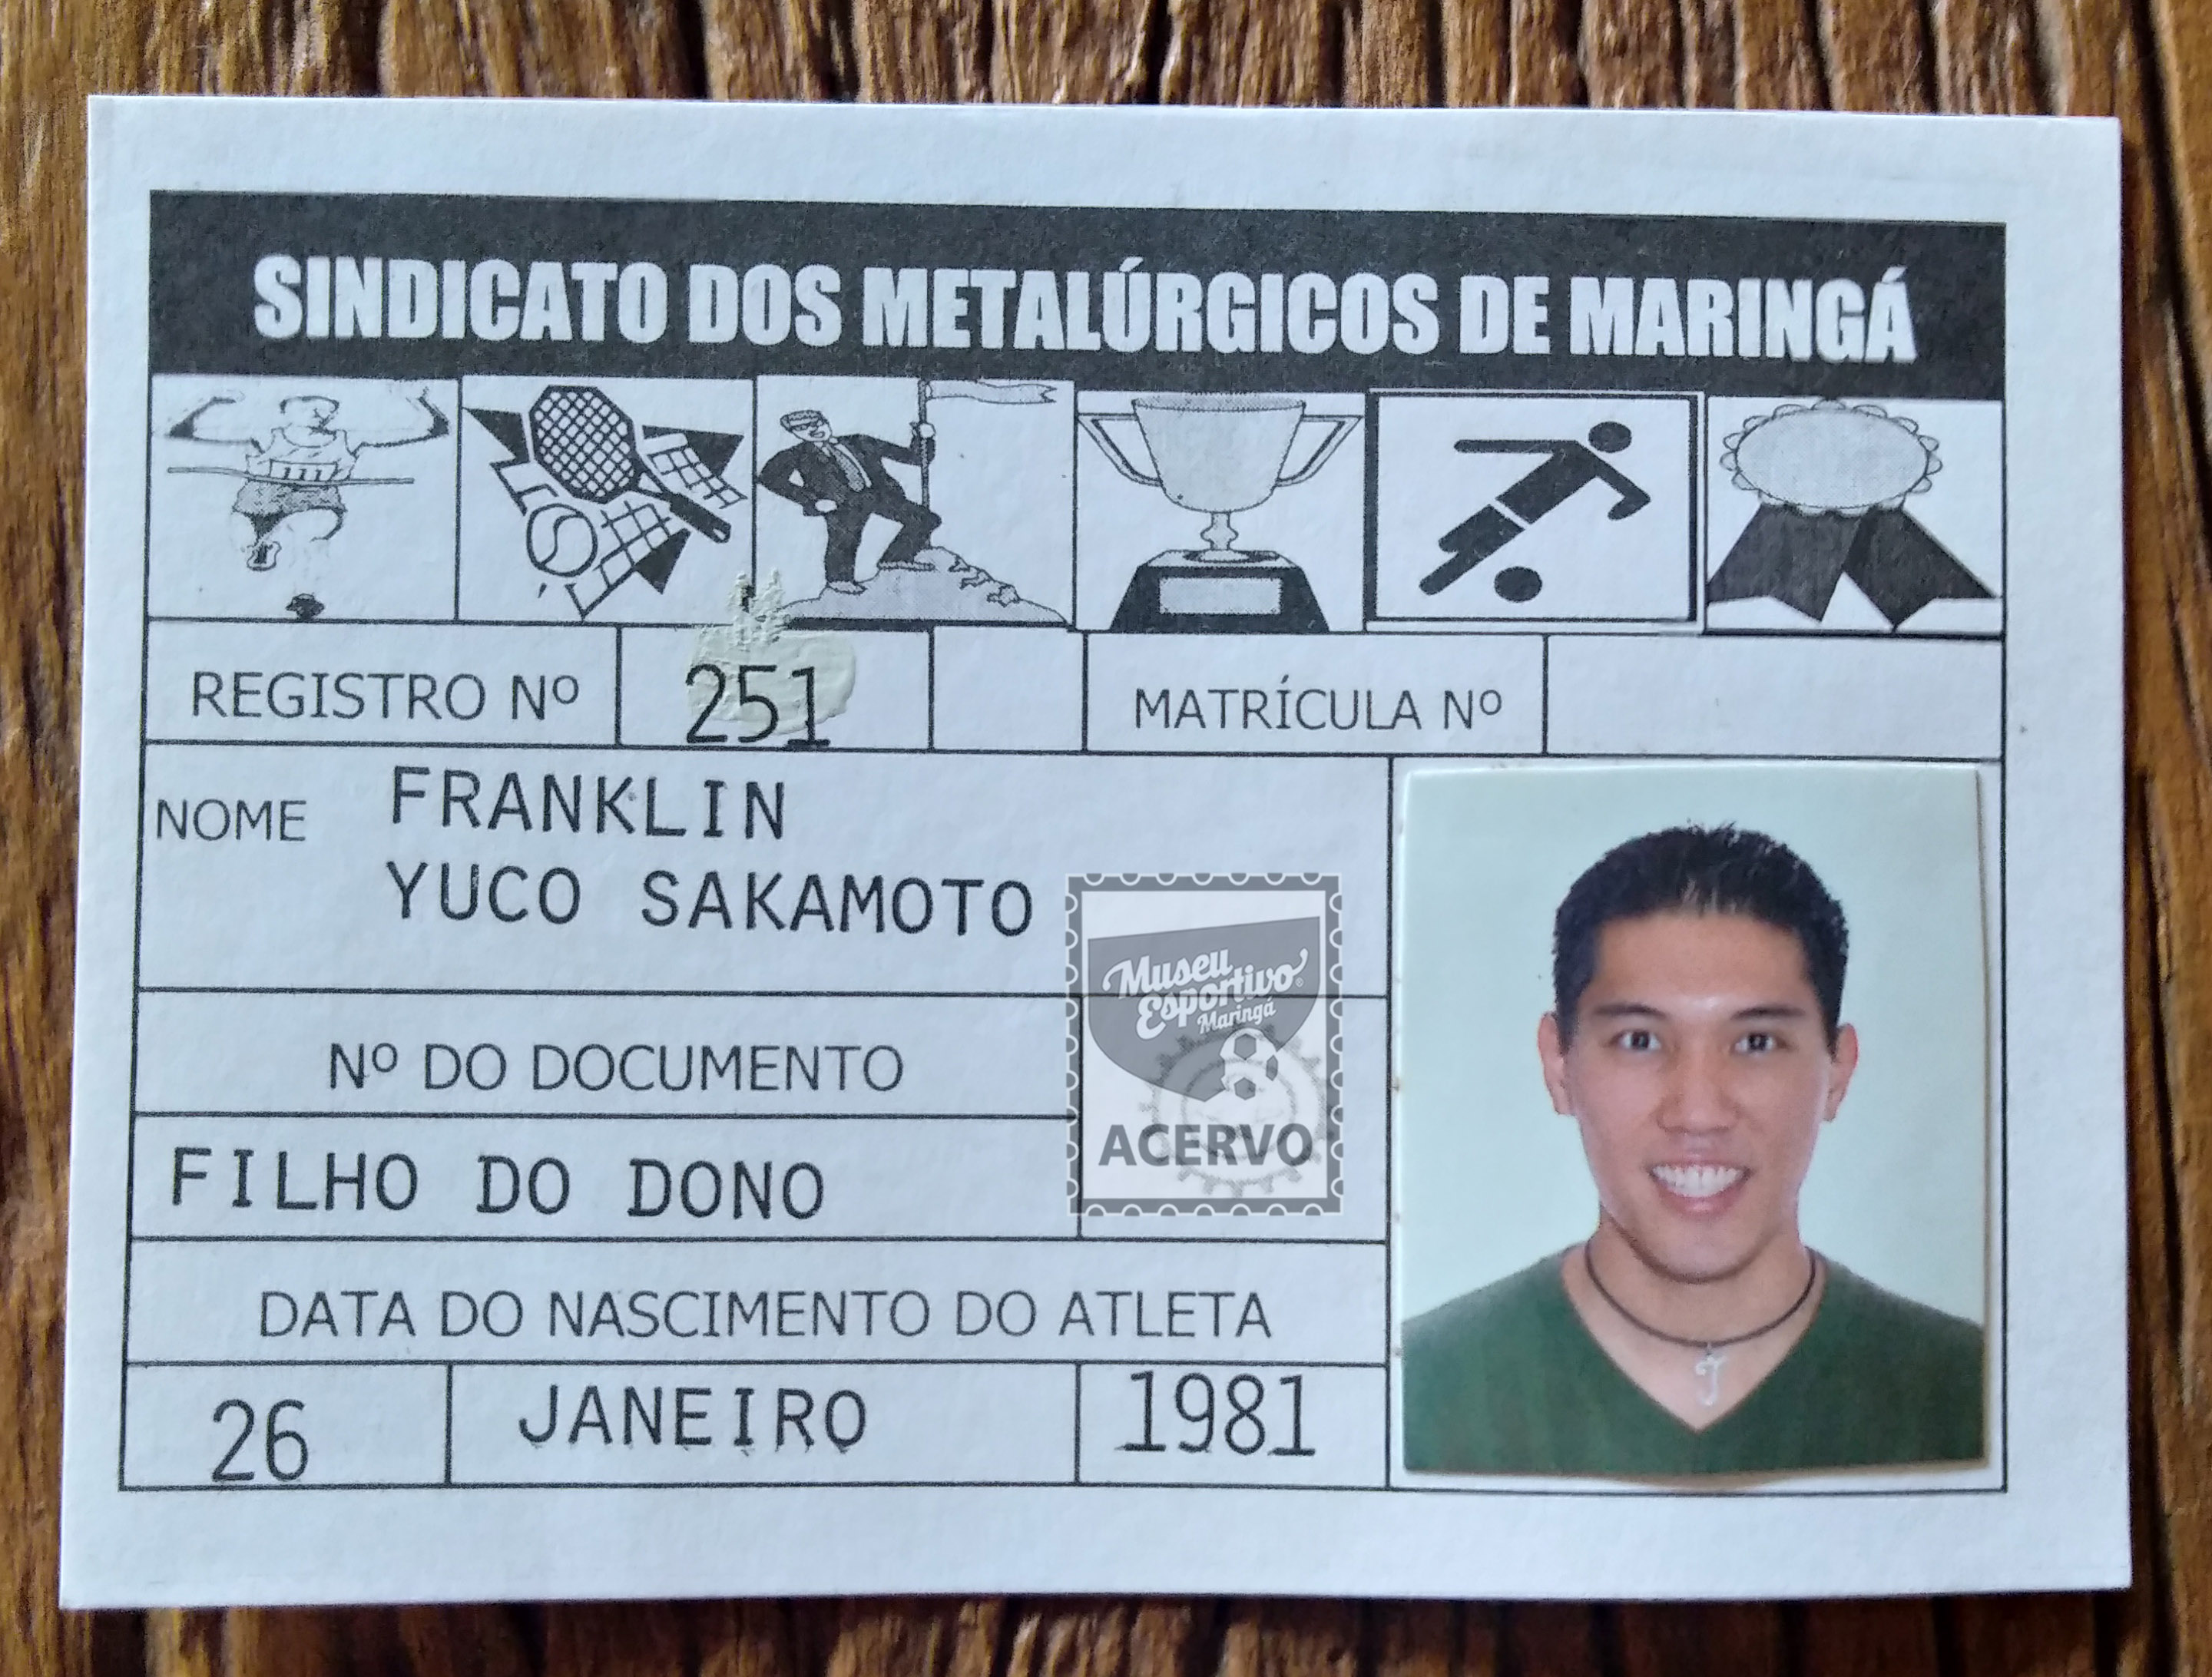 SINDICATO DOS METALÚRGICOS DE MARINGÁ
111
REGISTRO Nº 251 MATRÍCULA Nº
NOME FRANKLIN
YUCO SAKAMOTO
Nº DO DOCUMENTO
FILHO DO DONO
Museu
Esportivo
Maringá
ACERVO
DATA DO NASCIMENTO DO ATLETA
26 JANEIRO 1981